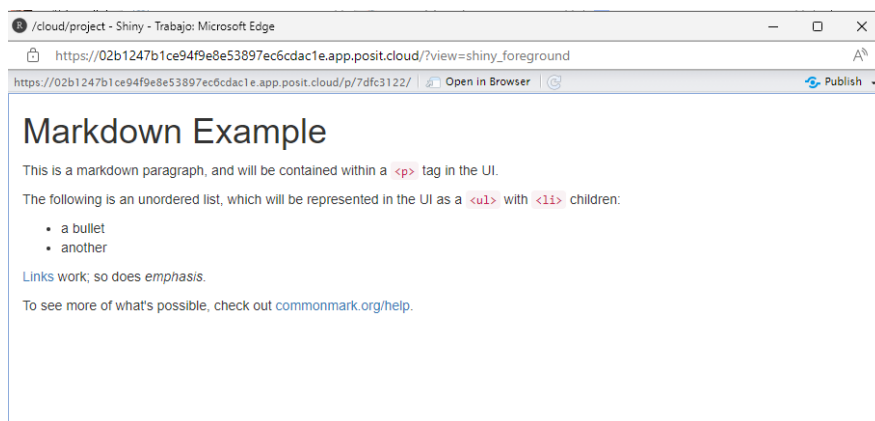 /cloud/project - Shiny - Trabajo: Microsoft Edge
https://02b1247b1ce94f9e8e53897ec6cdac1e.app.posit.cloud/?view=shiny_foreground
https://02b1247b1ce94f9e8e53897ec6cdac1e.app.posit.cloud/p/7dfc3122/ Open in Browser Publish
Markdown Example
This is a markdown paragraph, and will be contained within a <p> tag in the UI.
The following is an unordered list, which will be represented in the UI as a <ul> with <li> children:
• a bullet
• another
Links work; so does emphasis.
To see more of what's possible, check out commonmark.org/help.